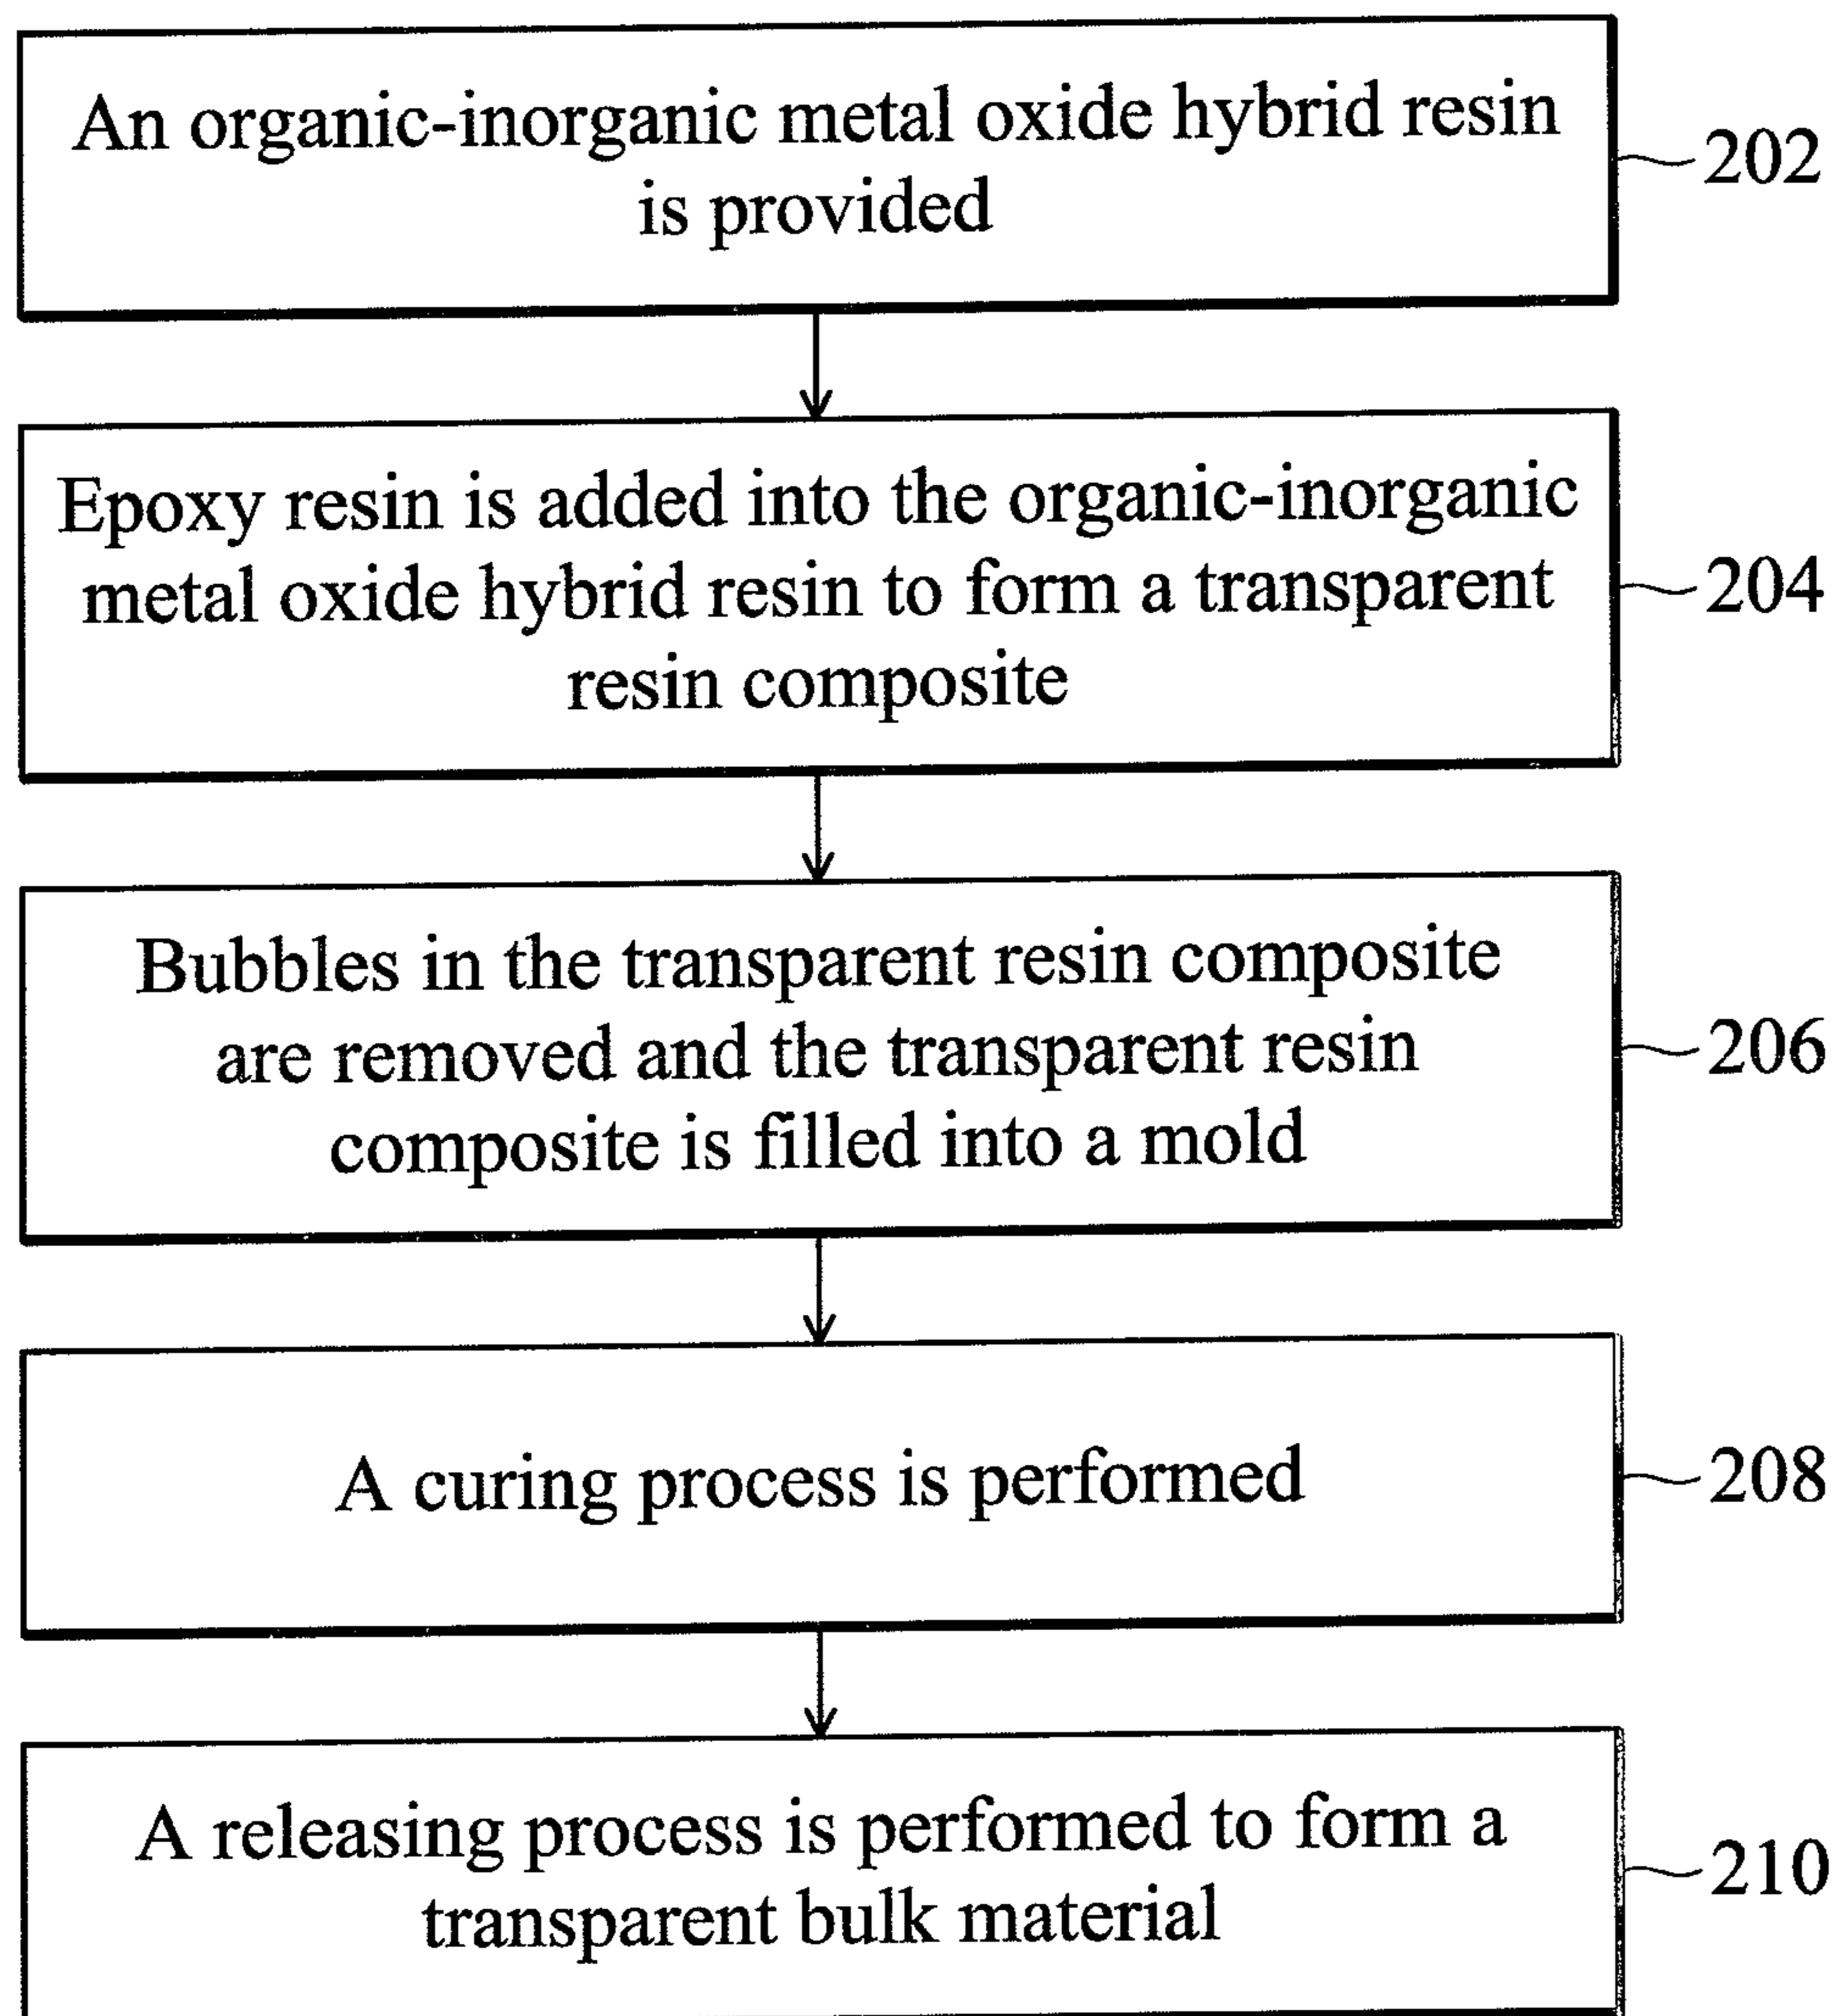 An organic-inorganic metal oxide hybrid resin
is provided
202
Epoxy resin is added into the organic-inorganic
metal oxide hybrid resin to form a transparent
resin composite
204
Bubbles in the transparent resin composite
are removed and the transparent resin
composite is filled into a mold
206
A curing process is performed
208
A releasing process is performed to form a
transparent bulk material
210